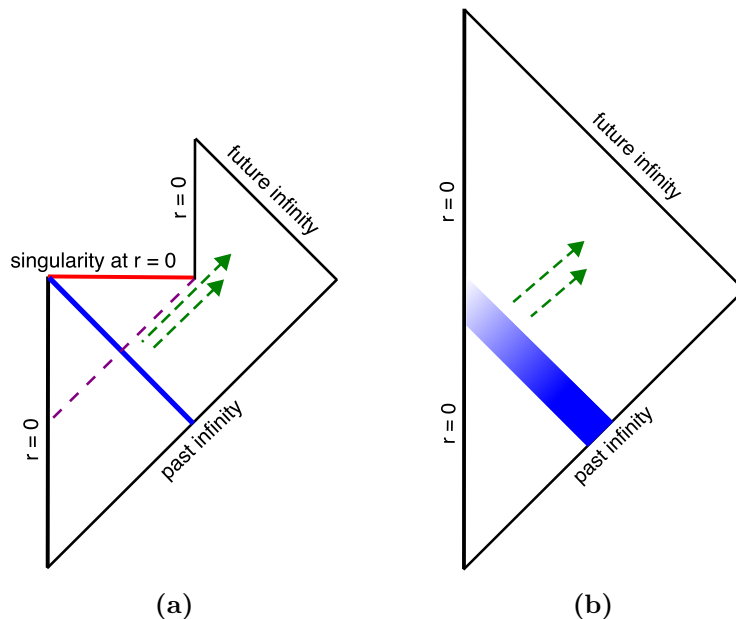 r = 0
future infinity
singularity at r = 0
r = 0
past infinity
(a)
r = 0
future infinity
r = 0
past infinity
(b)